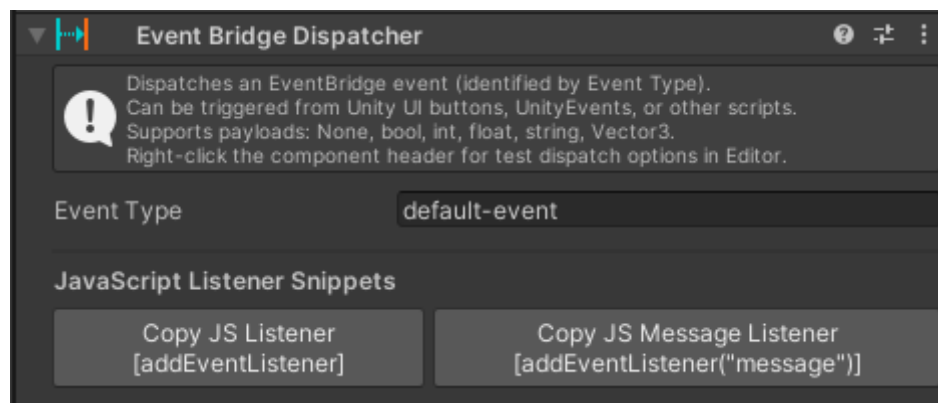 Event Bridge Dispatcher
Dispatches an EventBridge event (identified by Event Type).
Can be triggered from Unity UI buttons, UnityEvents, or other scripts.
Supports payloads: None, bool, int, float, string, Vector3.
Right-click the component header for test dispatch options in Editor.
Event Type default-event
JavaScript Listener Snippets
Copy JS Listener
[addEventListener]
Copy JS Message Listener
[addEventListener("message")]